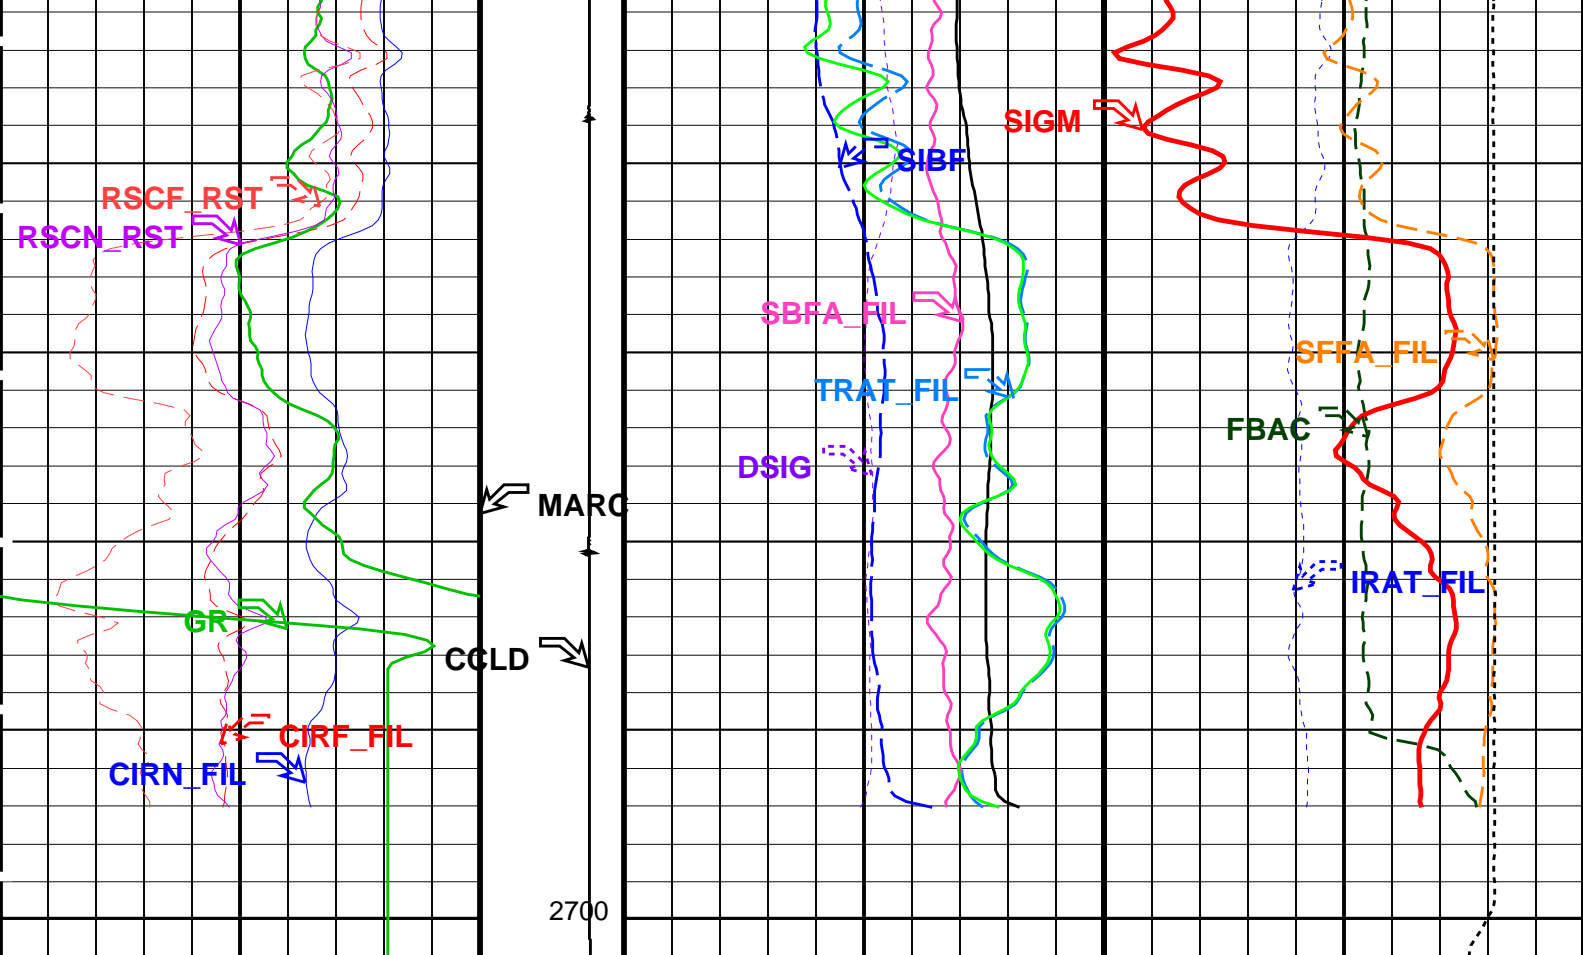 SIGM
SIBF
RSCF_RST
RSCN_RST
SBFA_FIL
SFFA_FIL
TRAT_FIL
FBAC
DSIG
MARC
IRAT_FIL
GR
CCLD
CIRF_FIL
CIRN_FIL
2700